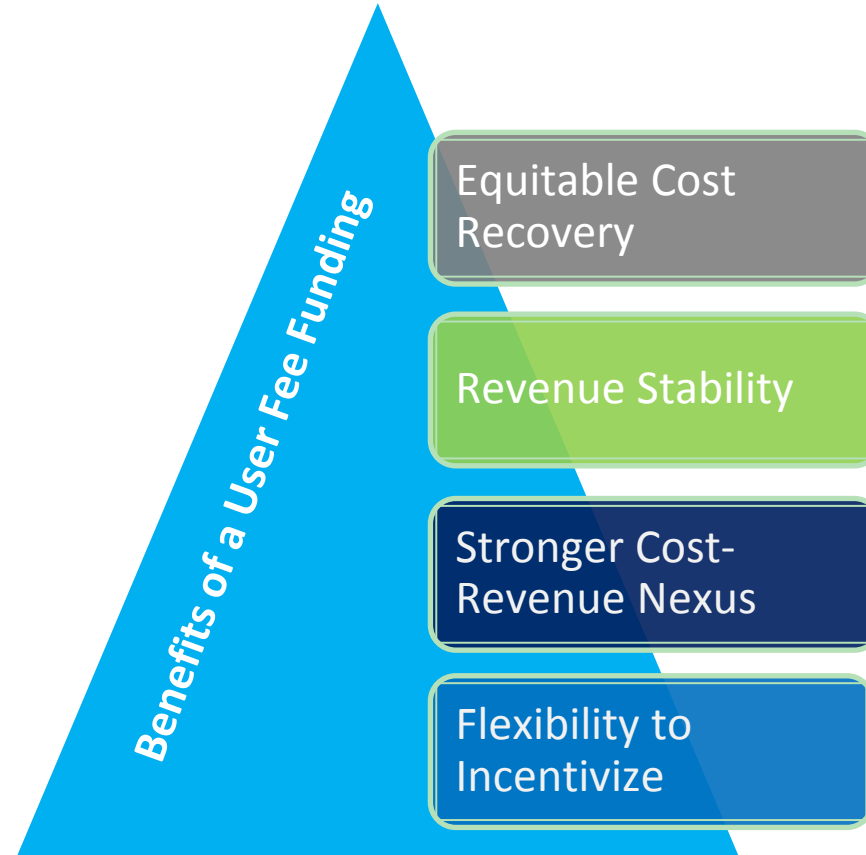 Benefits of a User Fee Funding
Equitable Cost
Recovery
Revenue Stability
Stronger Cost-
Revenue Nexus
Flexibility to
Incentivize